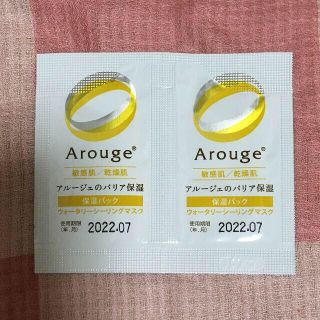 Arouge®
敏感肌／乾燥肌
アルージェのバリア保湿
保湿パック
ウォータリーシーリングマスク
使用期限
(年.月)
2022.07
Arouge®
敏感肌／乾燥肌
アルージェのバリア保湿
保湿パック
ウォータリーシーリングマスク
使用期限
(年.月)
2022.07